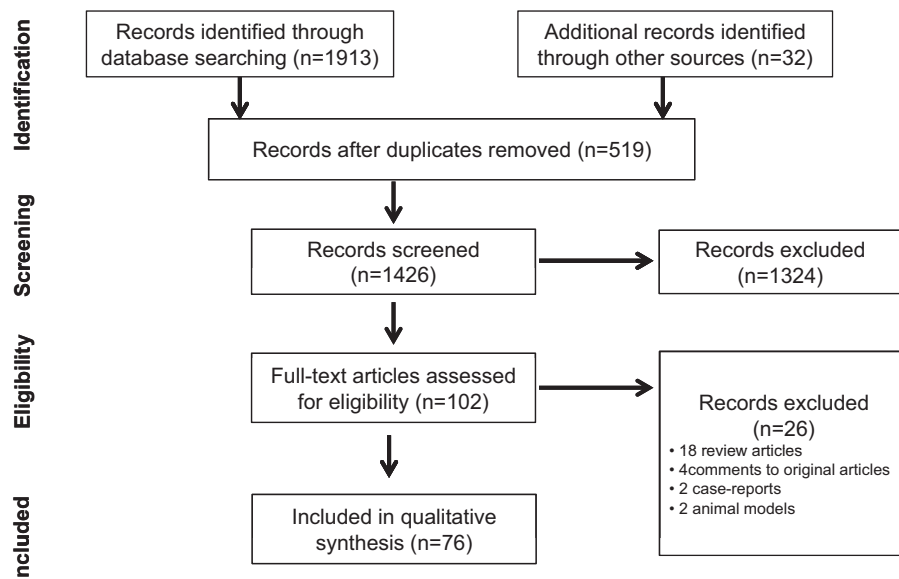 Identification
Records identified through
database searching (n=1913)
Additional records identified
through other sources (n=32)
Records after duplicates removed (n=519)
Screening
Records screened
(n=1426)
Records excluded
(n=1324)
Eligibility
Full-text articles assessed
for eligibility (n=102)
Records excluded
(n=26)
• 18 review articles
• 4comments to original articles
• 2 case-reports
• 2 animal models
ncluded
Included in qualitative
synthesis (n=76)